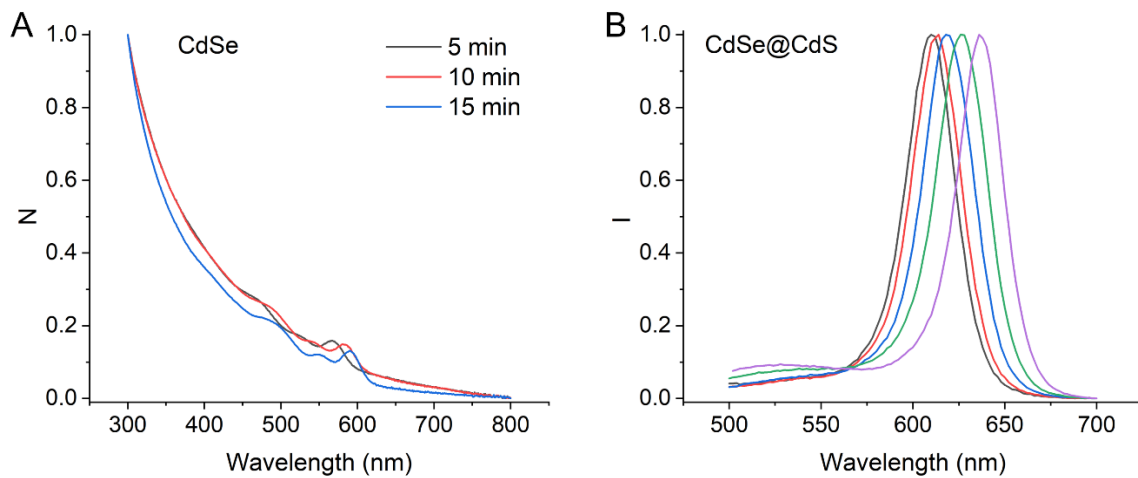 A
CdSe
5 min
10 min
15 min
N
1.0
0.8
0.6
0.4
0.2
0.0
300 400 500 600 700 800
Wavelength (nm)
B
CdSe@CdS
I
1.0
0.8
0.6
0.4
0.2
0.0
500 550 600 650 700
Wavelength (nm)